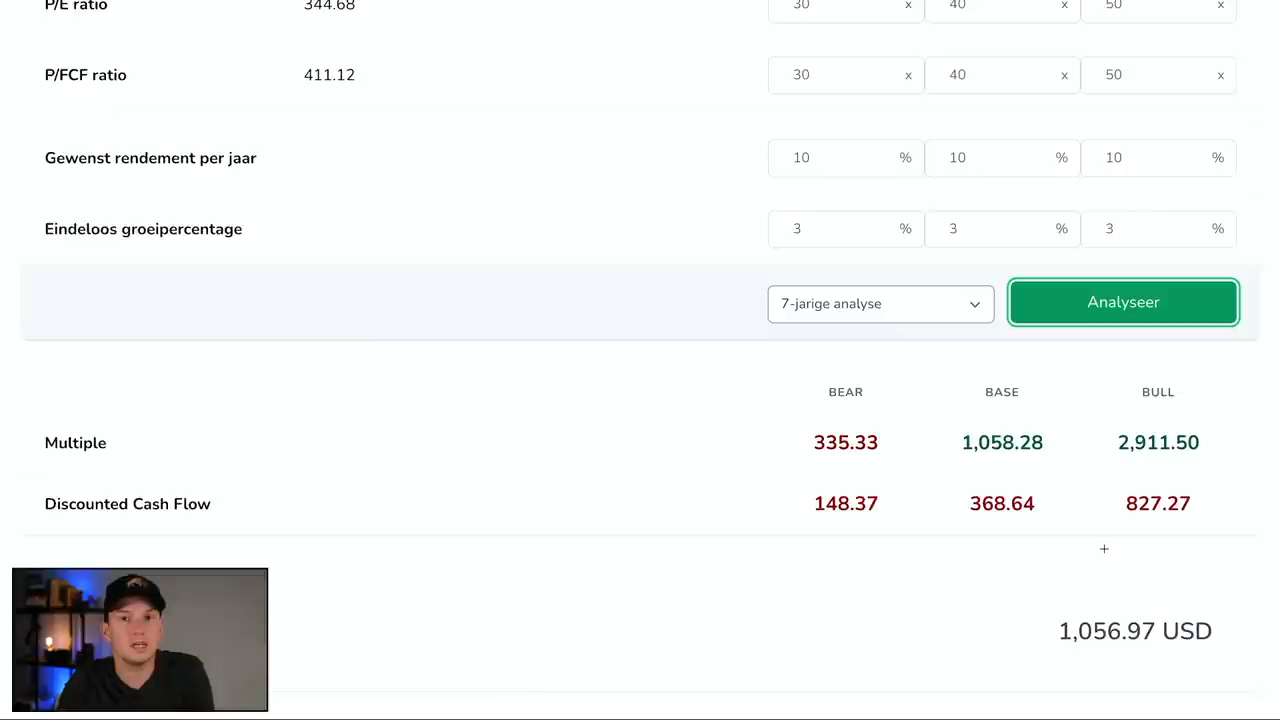 P/E ratio 344.68 30 x 40 x 50 x
P/FCF ratio 411.12 30 x 40 x 50 x
Gewenst rendement per jaar 10 % 10 % 10 %
Eindeloos groeipercentage 3 % 3 % 3 %
7-jarige analyse Analyseer
BEAR BASE BULL
Multiple 335.33 1,058.28 2,911.50
Discounted Cash Flow 148.37 368.64 827.27
1,056.97 USD